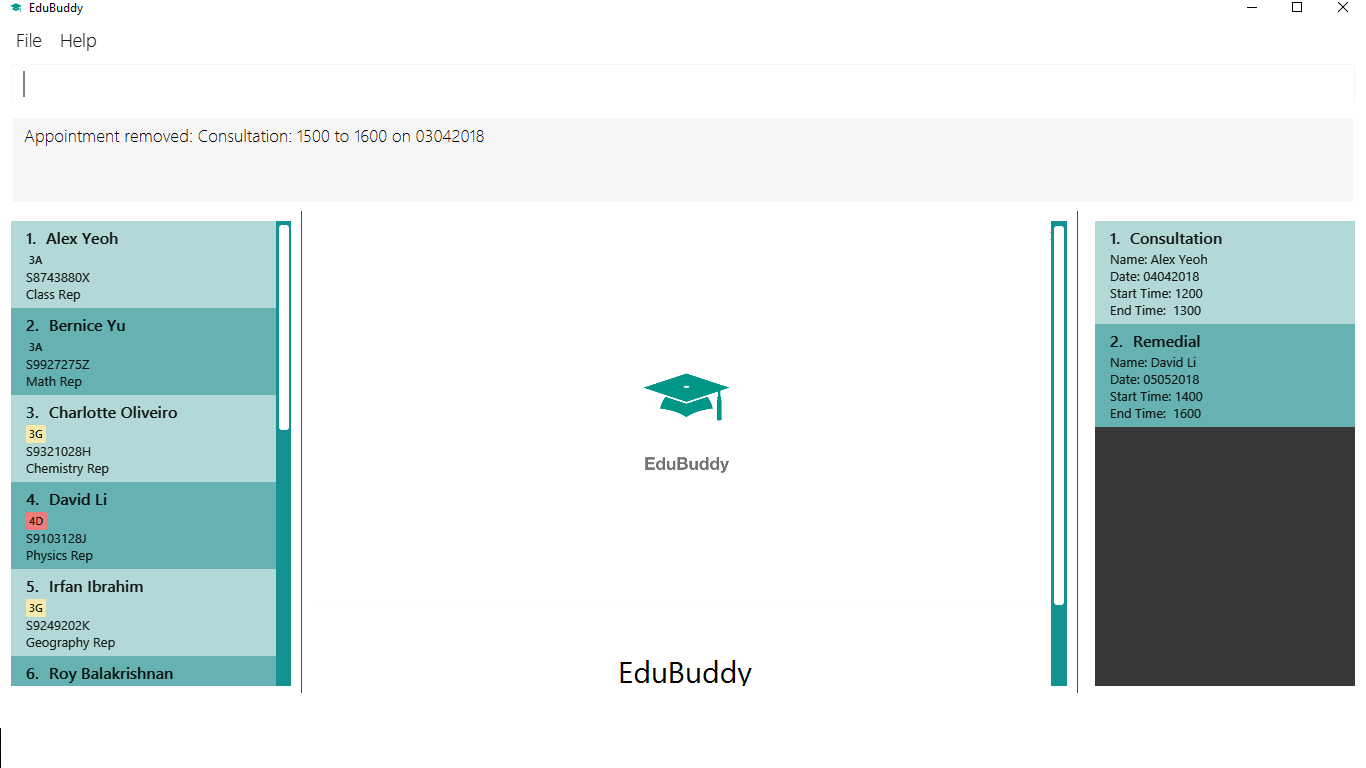 EduBuddy
File Help
Appointment removed: Consultation: 1500 to 1600 on 03042018
1. Alex Yeoh
3A
S8743880X
Class Rep
2. Bernice Yu
3A
S9927275Z
Math Rep
3. Charlotte Oliveiro
3G
S9321028H
Chemistry Rep
4. David Li
4D
S9103128J
Physics Rep
5. Irfan Ibrahim
3G
S9249202K
Geography Rep
6. Roy Balakrishnan
EduBuddy
EduBuddy
1. Consultation
Name: Alex Yeoh
Date: 04042018
Start Time: 1200
End Time: 1300
2. Remedial
Name: David Li
Date: 05052018
Start Time: 1400
End Time: 1600